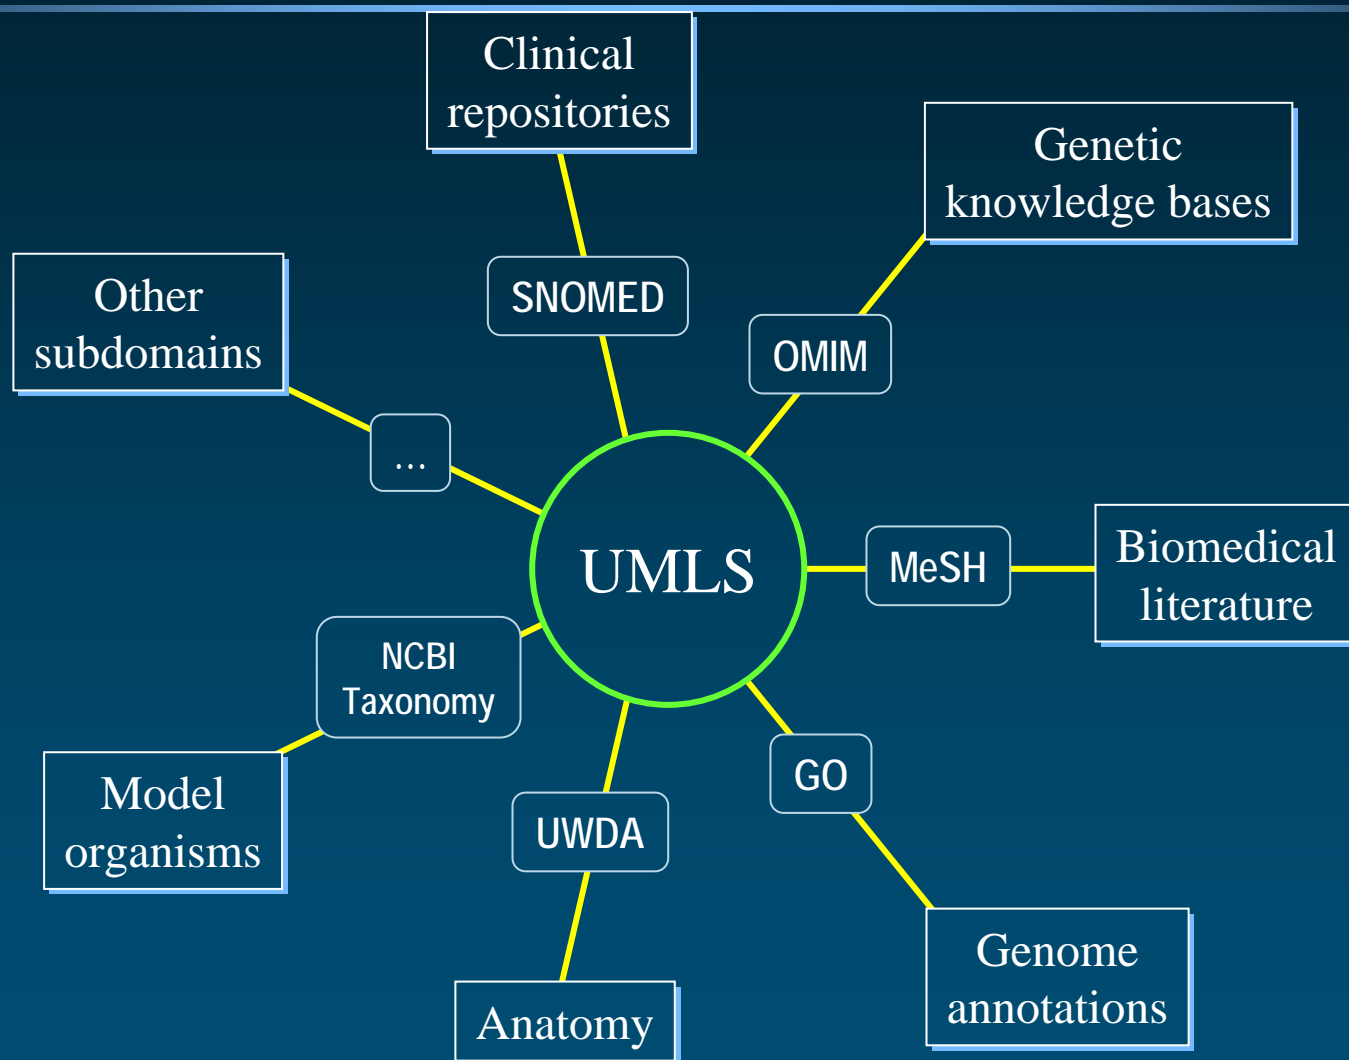 Clinical
repositories
Genetic
knowledge bases
Other
subdomains
SNOMED
OMIM
...
UMLS
MeSH
Biomedical
literature
NCBI
Taxonomy
GO
Model
organisms
UWDA
Genome
annotations
Anatomy